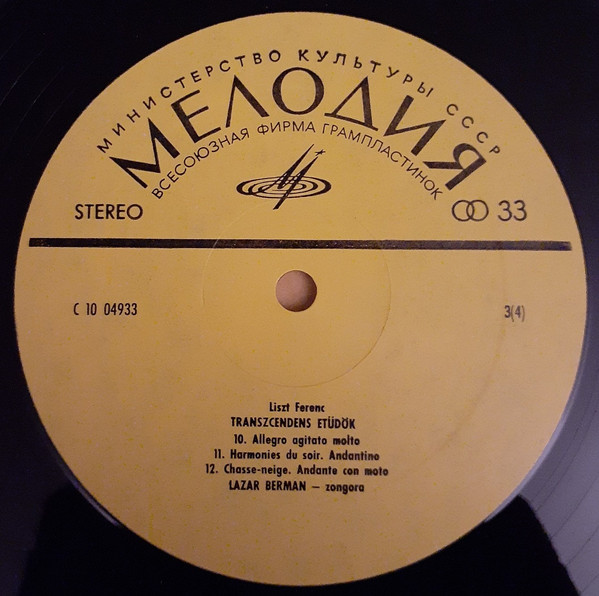 МИНИСТЕРСТВО КУЛЬТУРЫ СССР
МЕЛОДИЯ
ВСЕСОЮЗНАЯ ФИРМА ГРАМПЛАСТИНОК
STEREO
33
C 10 04933
3(4)
Liszt Ferenc
TRANSZCENDENS ETÜDÖK
10. Allegro agitato molto
11. Harmonies du soir. Andantino
12. Chasse-neige. Andante con moto
LAZAR BERMAN – zongora